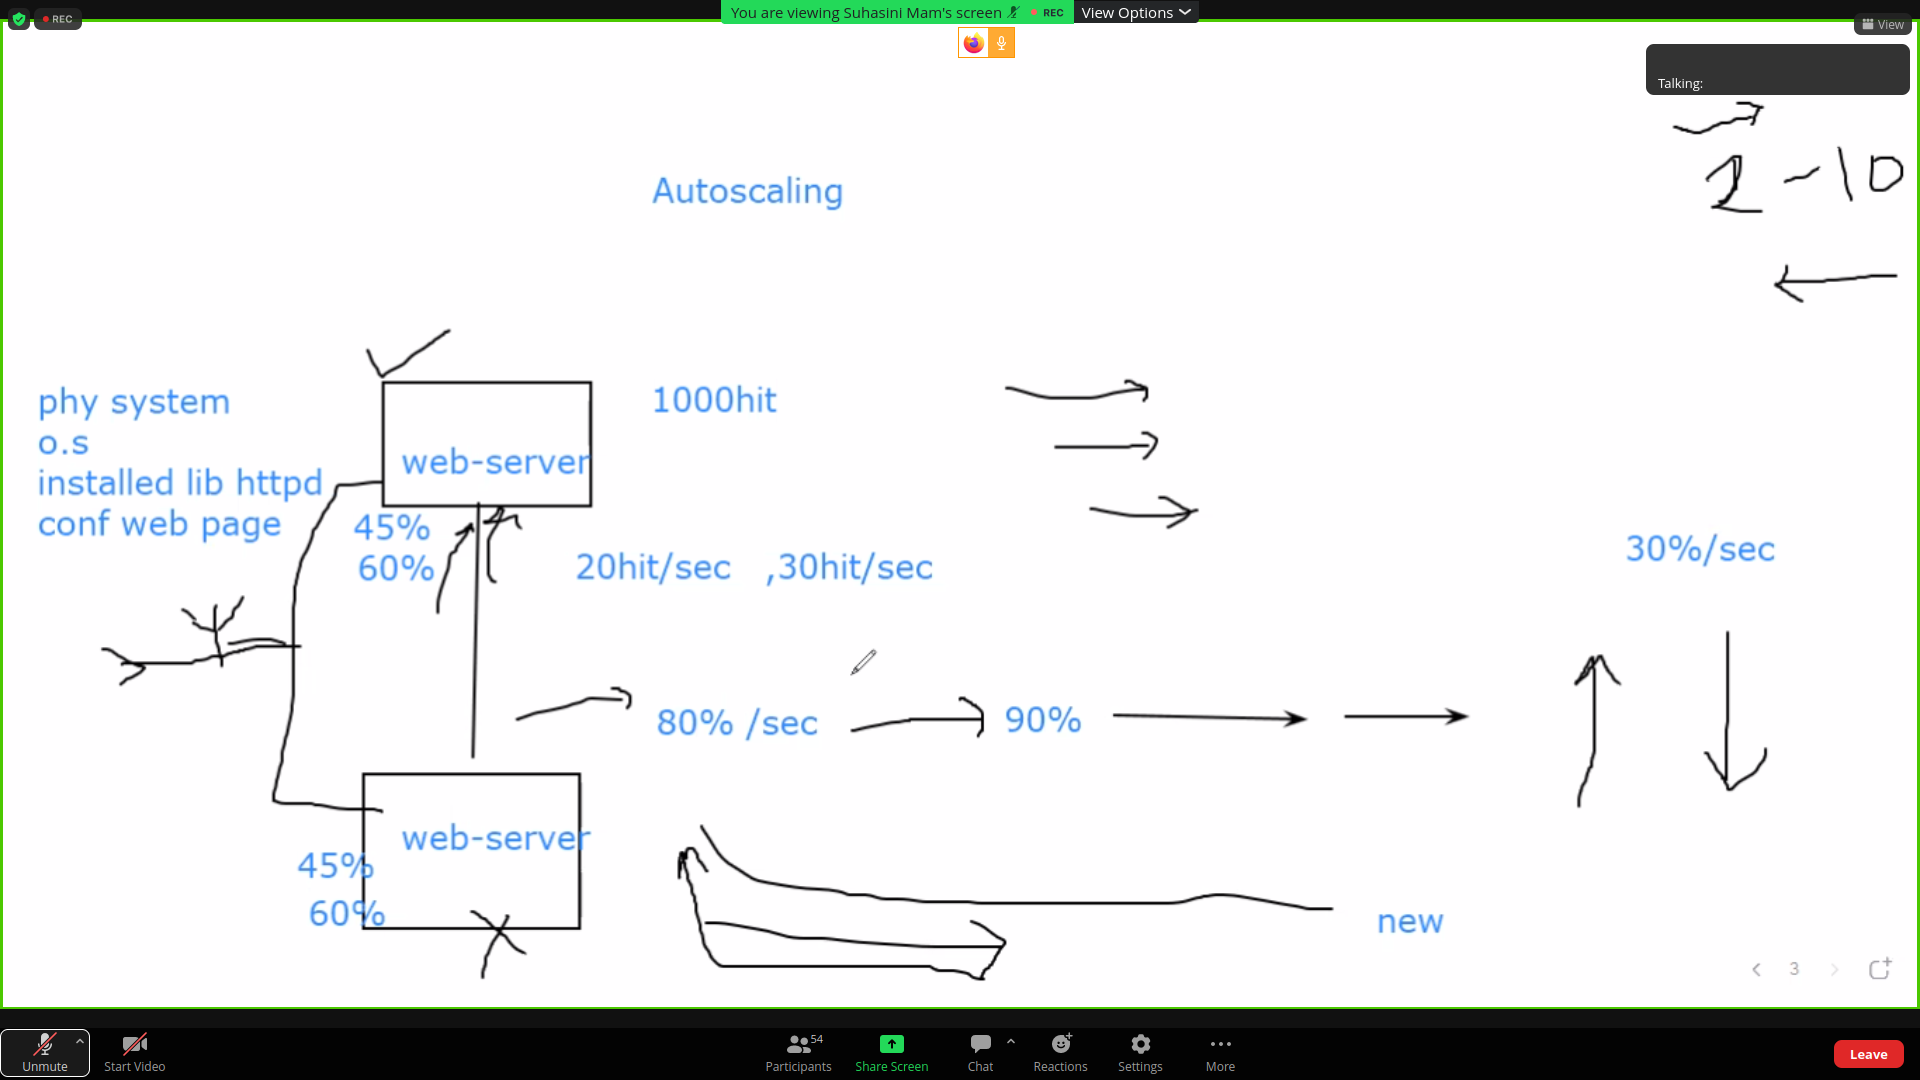 REC
You are viewing Suhasini Mam's screen REC View Options
View
Talking:
2-10
Autoscaling
phy system
o.s
installed lib httpd
conf web page
web-server
1000hit
45%
60%
20hit/sec ,30hit/sec
30%/sec
80% /sec
90%
web-server
45%
60%
new
3
Unmute
Start Video
Participants 54
Share Screen
Chat
Reactions
Settings
More
Leave